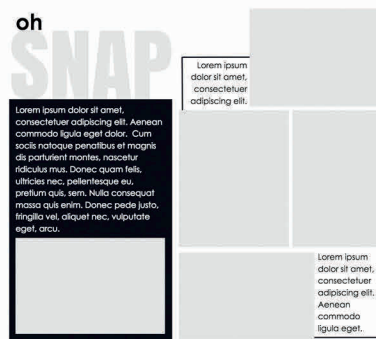 oh
SNAP
Lorem ipsum
dolor sit amet,
consectetuer
adipiscing elit.
Lorem ipsum dolor sit amet,
consectetuer adipiscing elit. Aenean
commodo ligula eget dolor. Cum
sociis natoque penatibus et magnis
dis parturient montes, nascetur
ridiculus mus. Donec quam felis,
ultricies nec, pellentesque eu,
pretium quis, sem. Nulla consequat
massa quis enim. Donec pede justo,
fringilla vel, aliquet nec, vulputate
eget, arcu.
Lorem ipsum
dolor sit amet,
consectetuer
adipiscing elit.
Aenean
commodo
ligula eget.